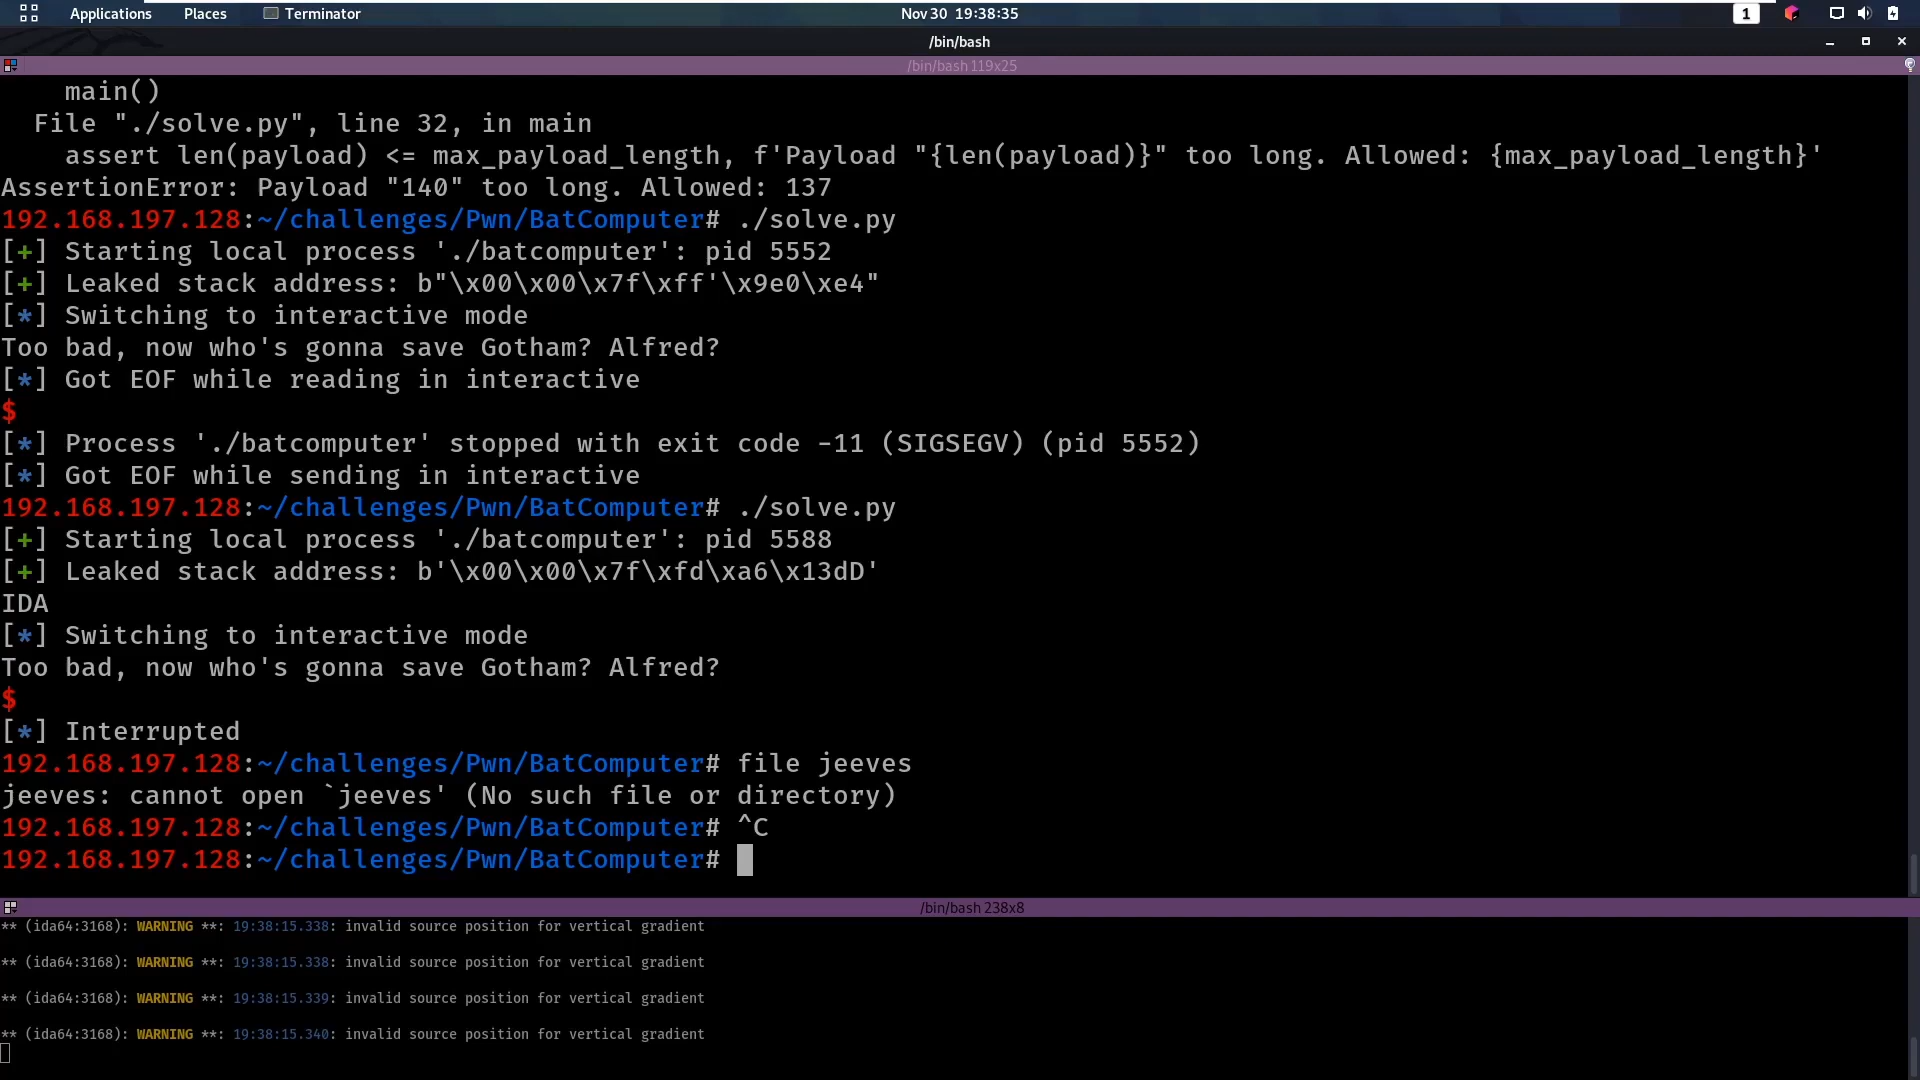 Applications Places Terminator Nov 30 19:38:35 1
/bin/bash
/bin/bash 119x25
main()
File "./solve.py", line 32, in main
assert len(payload) <= max_payload_length, f'Payload "{len(payload)}" too long. Allowed: {max_payload_length}'
AssertionError: Payload "140" too long. Allowed: 137
192.168.197.128:~/challenges/Pwn/BatComputer# ./solve.py
[+] Starting local process './batcomputer': pid 5552
[+] Leaked stack address: b"\x00\x00\x7f\xff'\x9e0\xe4"
[*] Switching to interactive mode
Too bad, now who's gonna save Gotham? Alfred?
[*] Got EOF while reading in interactive
$
[*] Process './batcomputer' stopped with exit code -11 (SIGSEGV) (pid 5552)
[*] Got EOF while sending in interactive
192.168.197.128:~/challenges/Pwn/BatComputer# ./solve.py
[+] Starting local process './batcomputer': pid 5588
[+] Leaked stack address: b'\x00\x00\x7f\xfd\xa6\x13dD'
IDA
[*] Switching to interactive mode
Too bad, now who's gonna save Gotham? Alfred?
$
[*] Interrupted
192.168.197.128:~/challenges/Pwn/BatComputer# file jeeves
jeeves: cannot open `jeeves' (No such file or directory)
192.168.197.128:~/challenges/Pwn/BatComputer# ^C
192.168.197.128:~/challenges/Pwn/BatComputer#
/bin/bash 238x8
** (ida64:3168): WARNING **: 19:38:15.338: invalid source position for vertical gradient
** (ida64:3168): WARNING **: 19:38:15.338: invalid source position for vertical gradient
** (ida64:3168): WARNING **: 19:38:15.339: invalid source position for vertical gradient
** (ida64:3168): WARNING **: 19:38:15.340: invalid source position for vertical gradient